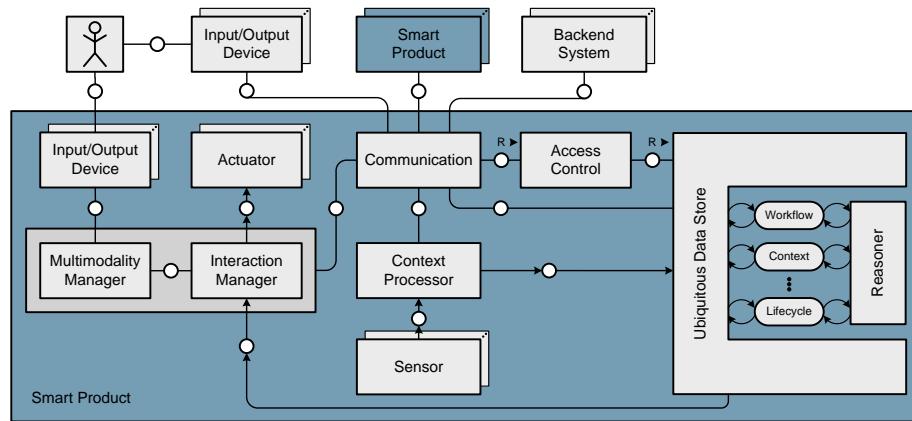 Input/Output
Device
Smart
Product
Backend
System
Input/Output
Device
Actuator
Communication
R
Access
Control
R
Ubiquitous Data Store
Workflow
Context
Lifecycle
Reasoner
Multimodality
Manager
Interaction
Manager
Context
Processor
Sensor
Smart Product